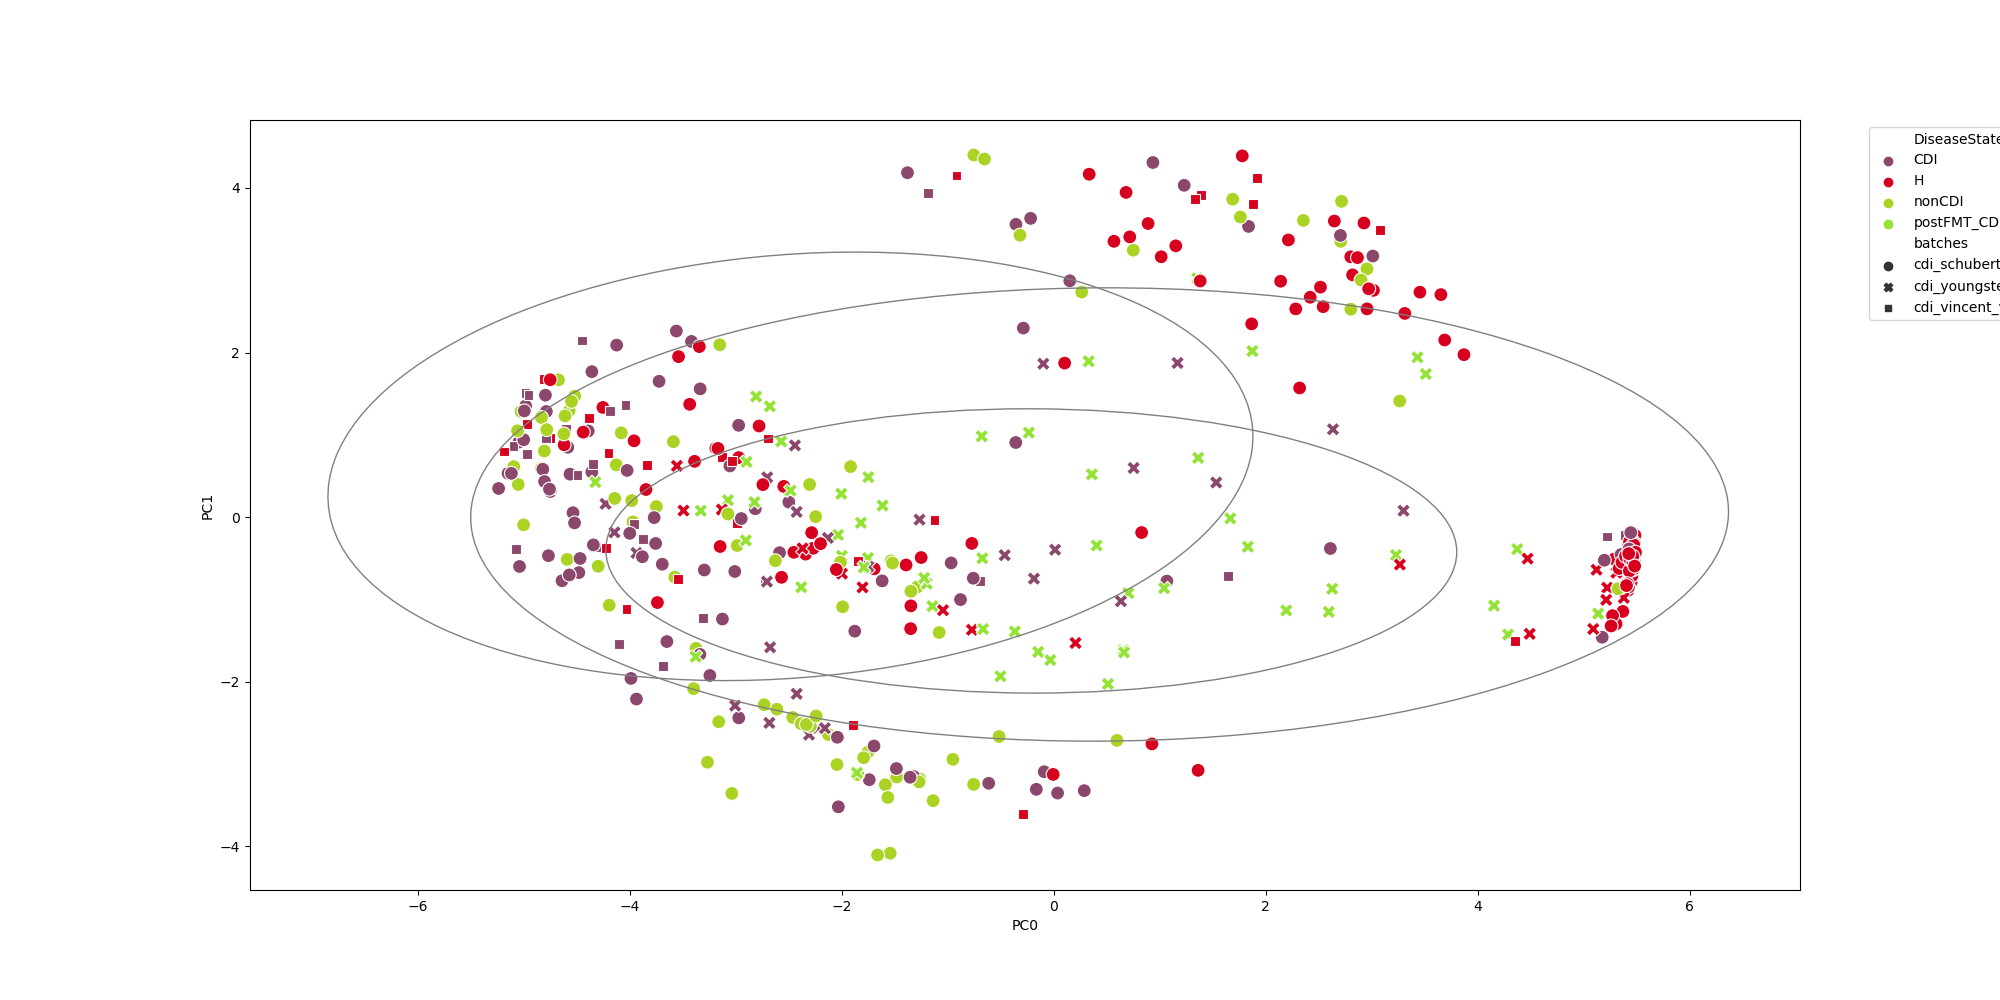 DiseaseState
CDI
H
nonCDI
postFMT_CD
batches
cdi_schubert
cdi_youngste
cdi_vincent_
4
2
0
−2
−4
PC1
−6
−4
−2
0
2
4
6
PC0